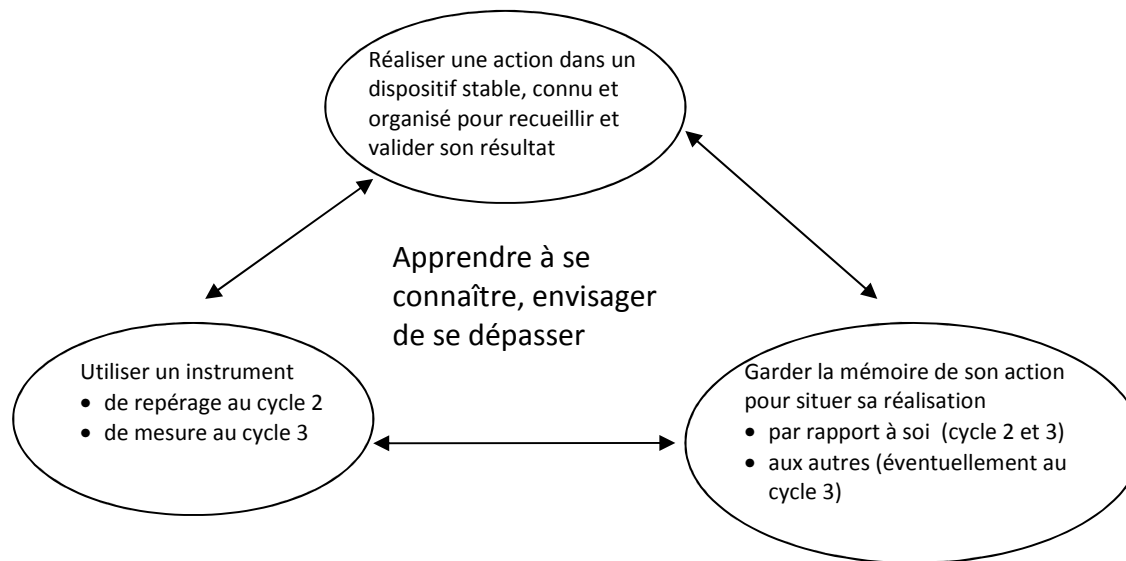 Réaliser une action dans un
dispositif stable, connu et
organisé pour recueillir et
valider son résultat
Apprendre à se
connaître, envisager
de se dépasser
Utiliser un instrument
• de repérage au cycle 2
• de mesure au cycle 3
Garder la mémoire de son action
pour situer sa réalisation
• par rapport à soi (cycle 2 et 3)
• aux autres (éventuellement au
cycle 3)